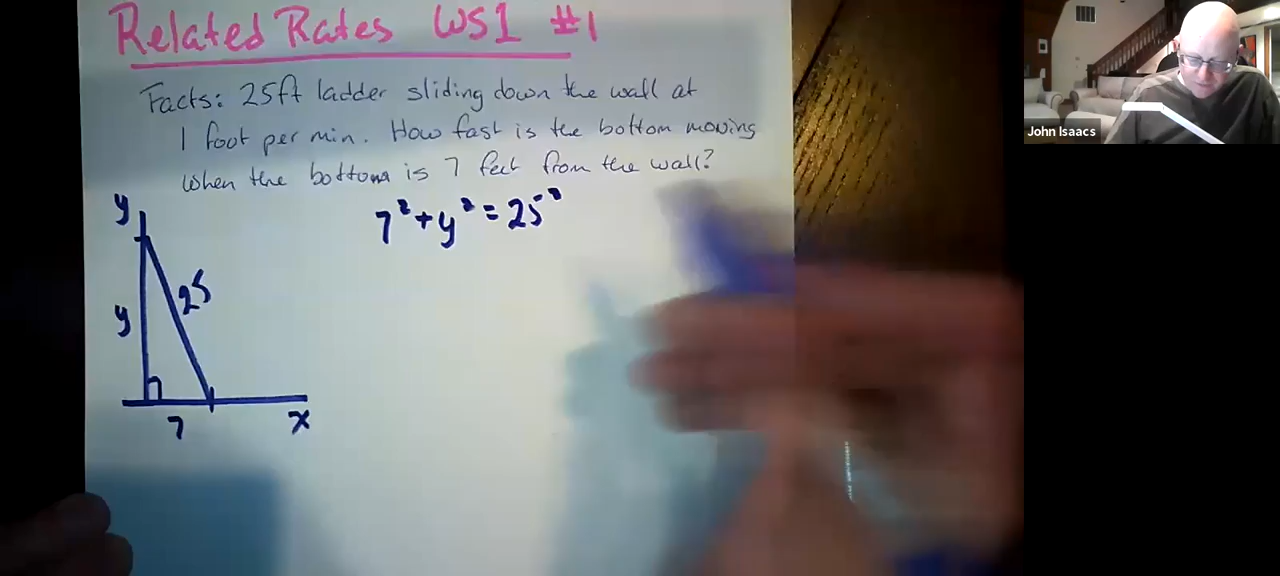 Related Rates WS1 #1
Facts: 25ft ladder sliding down the wall at
1 foot per min. How fast is the bottom moving
when the bottom is 7 feet from the wall?
7² + y² = 25²
y
25
y
7
x
John Isaacs